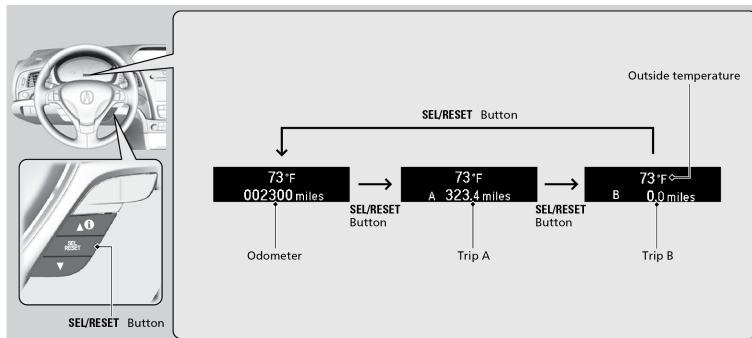 Outside temperature
SEL/RESET Button
73°F
002300 miles
73°F
A 323.4 miles
73°F
B 0.0 miles
SEL/RESET
Button
SEL/RESET
Button
Odometer
Trip A
Trip B
▲i
SEL
RESET
▼
SEL/RESET Button